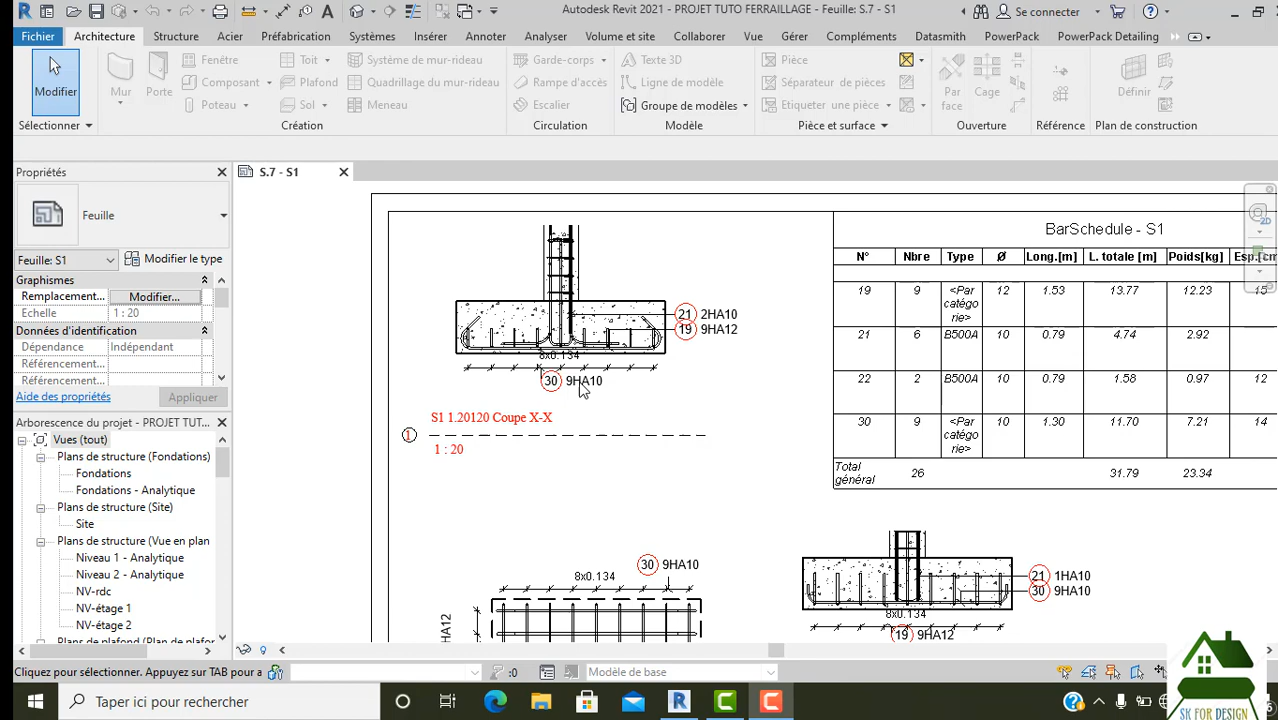 Autodesk Revit 2021 - PROJET TUTO FERRAILLAGE - Feuille: S.7 - S1
Se connecter
Fichier Architecture Structure Acier Préfabrication Systèmes Insérer Annoter Analyser Volume et site Collaborer Vue Gérer Compléments Datasmith PowerPack PowerPack Detailing
Modifier
Mur
Porte
Fenêtre
Composant
Poteau
Toit
Plafond
Sol
Système de mur-rideau
Quadrillage du mur-rideau
Meneau
Garde-corps
Rampe d'accès
Escalier
Texte 3D
Ligne de modèle
Groupe de modèles
Pièce
Séparateur de pièces
Etiqueter une pièce
Par face
Cage
Définir
Sélectionner Création Circulation Modèle Pièce et surface Ouverture Référence Plan de construction
Propriétés
Feuille
Feuille: S1
Modifier le type
Graphismes
Remplacement... Modifier...
Echelle 1 : 20
Données d'identification
Dépendance Indépendant
Référencement...
Référencement...
Aide des propriétés Appliquer
Arborescence du projet - PROJET TUT...
Vues (tout)
Plans de structure (Fondations)
Fondations
Fondations - Analytique
Plans de structure (Site)
Site
Plans de structure (Vue en plan
Niveau 1 - Analytique
Niveau 2 - Analytique
NV-rdc
NV-étage 1
NV-étage 2
Plans de plafond (Plan de plafo
S.7 - S1
21 2HA10
19 9HA12
8x0.134
30 9HA10
1 S1 1.20120 Coupe X-X
1 : 20
BarSchedule - S1
N° Nbre Type Ø Long.[m] L. totale [m] Poids[kg] Esp.[cm
19 9 <Par catégorie> 12 1.53 13.77 12.23 15
21 6 B500A 10 0.79 4.74 2.92
22 2 B500A 10 0.79 1.58 0.97 12
30 9 <Par catégorie> 10 1.30 11.70 7.21 14
Total général 26 31.79 23.34
30 9HA10
8x0.134
HA12
21 1HA10
30 9HA10
8x0.134
19 9HA12
Cliquez pour sélectionner. Appuyez sur TAB pour a
:0
Modèle de base
Taper ici pour rechercher
SK FOR DESIGN
2D